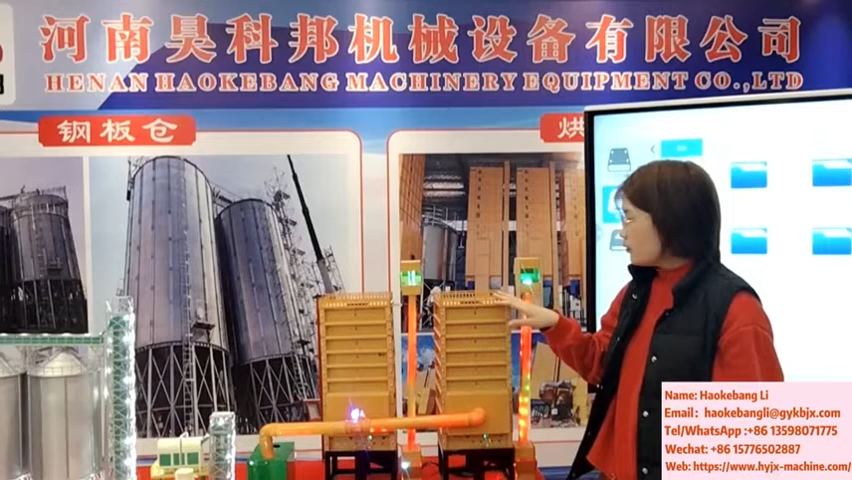 河南昊科邦机械设备有限公司
HENAN HAOKEBANG MACHINERY EQUIPMENT CO.,LTD
钢板仓
烘
Name: Haokebang Li
Email: haokebangli@gykbjx.com
Tel/WhatsApp :+86 13598071775
Wechat: +86 15776502887
Web: https://www.hyjx-machine.com/